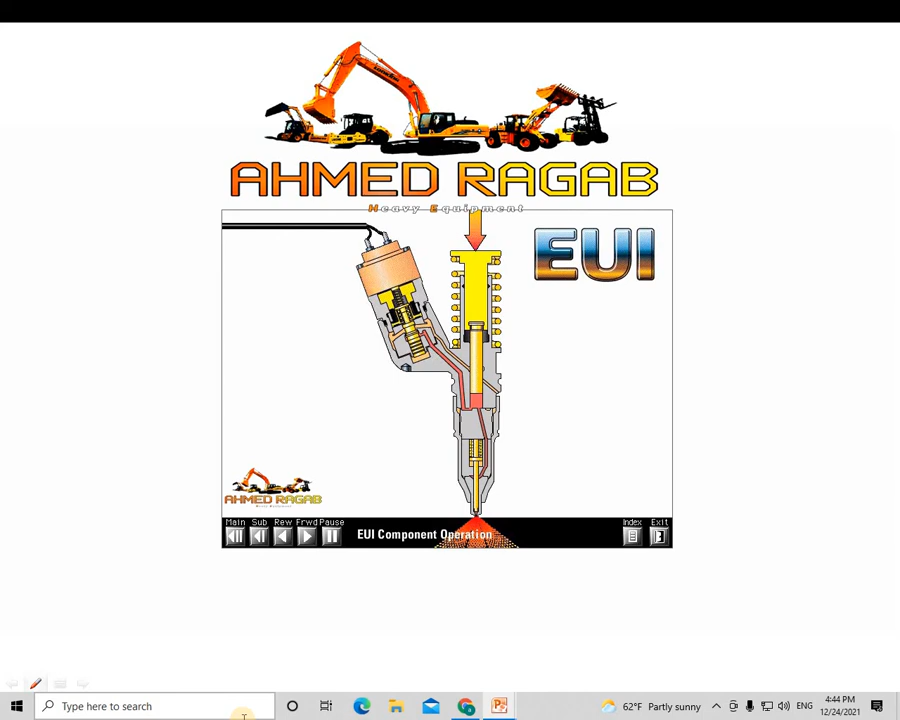 AHMED RAGAB
Heavy Equipment
EUI
AHMED RAGAB
Main Sub Rew Frwd Pause
EUI Component Operation
Index Exit
Type here to search
62°F Partly sunny
ENG
4:44 PM
12/24/2021